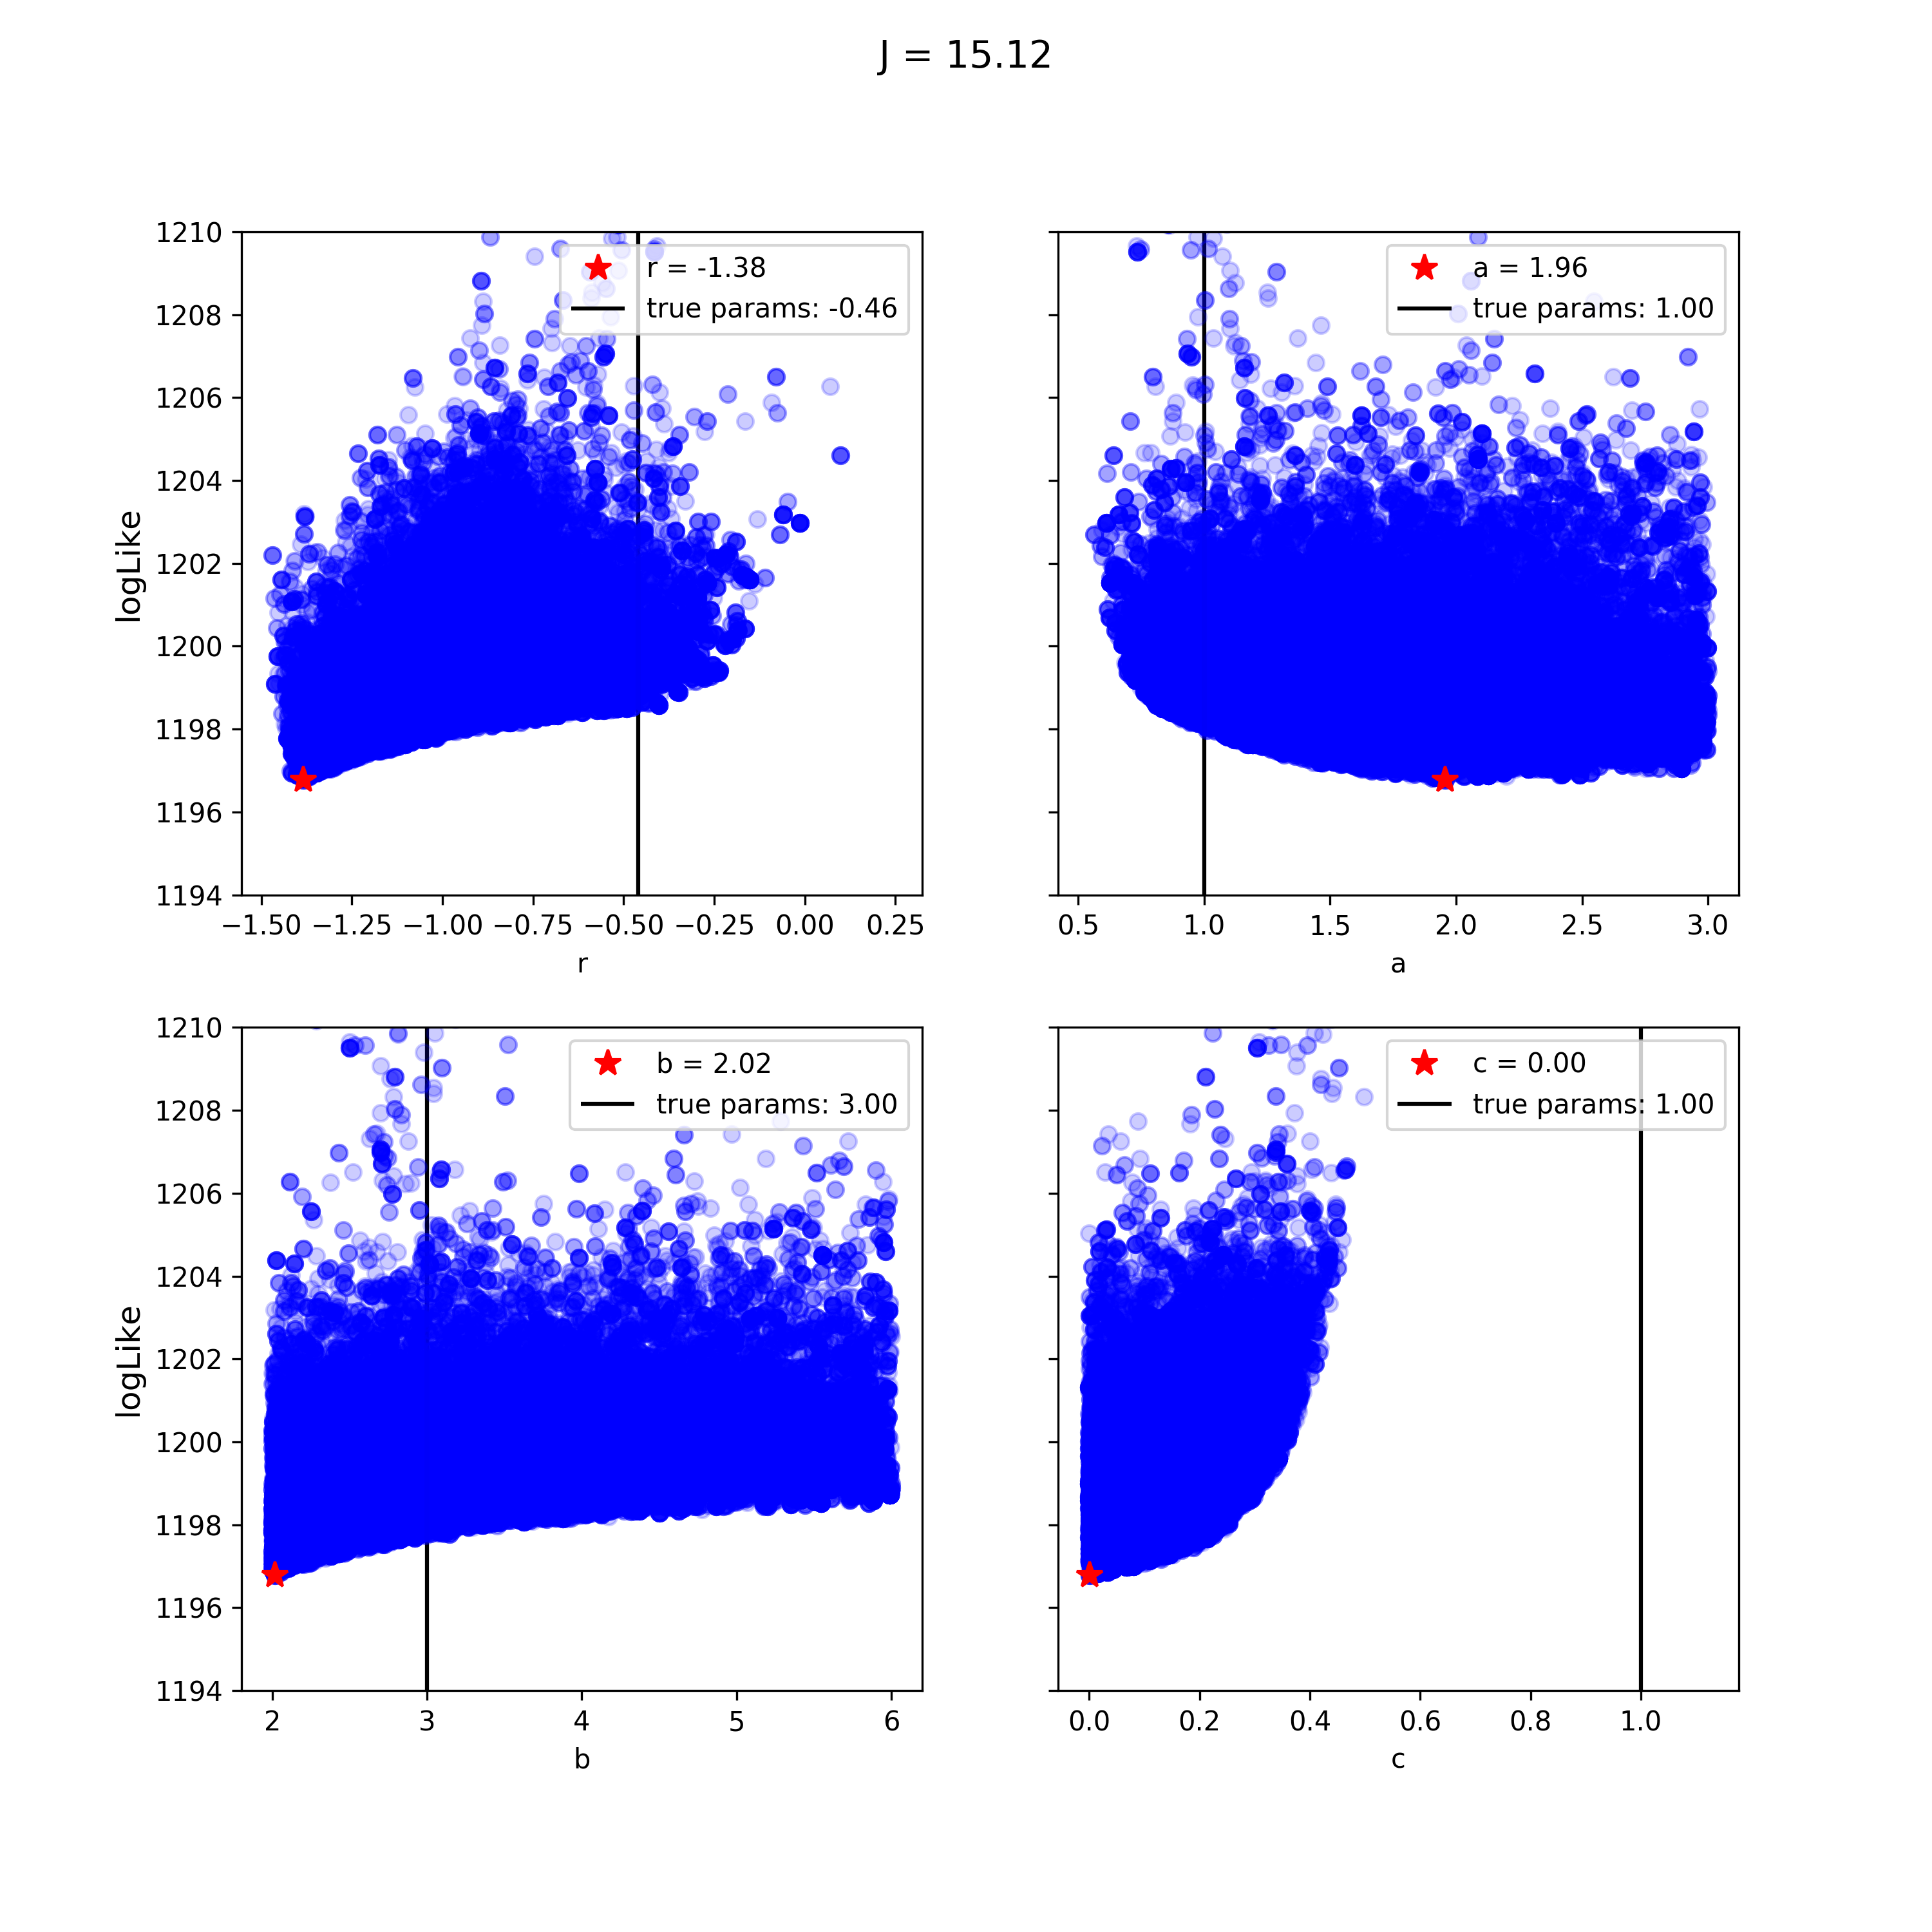 J = 15.12
1210
1208
1206
1204
1202
1200
1198
1196
1194
logLike
r = -1.38
true params: -0.46
−1.50 −1.25 −1.00 −0.75 −0.50 −0.25 0.00 0.25
r
a = 1.96
true params: 1.00
0.5 1.0 1.5 2.0 2.5 3.0
a
1210
1208
1206
1204
1202
1200
1198
1196
1194
logLike
b = 2.02
true params: 3.00
2 3 4 5 6
b
c = 0.00
true params: 1.00
0.0 0.2 0.4 0.6 0.8 1.0
c